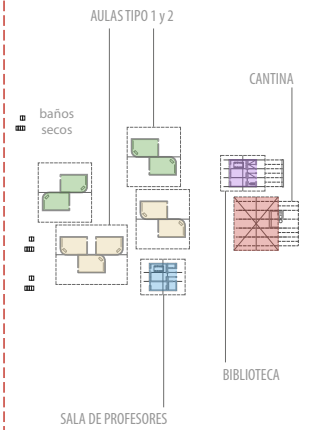 AULAS TIPO 1 y 2
CANTINA
baños
secos
BIBLIOTECA
SALA DE PROFESORES